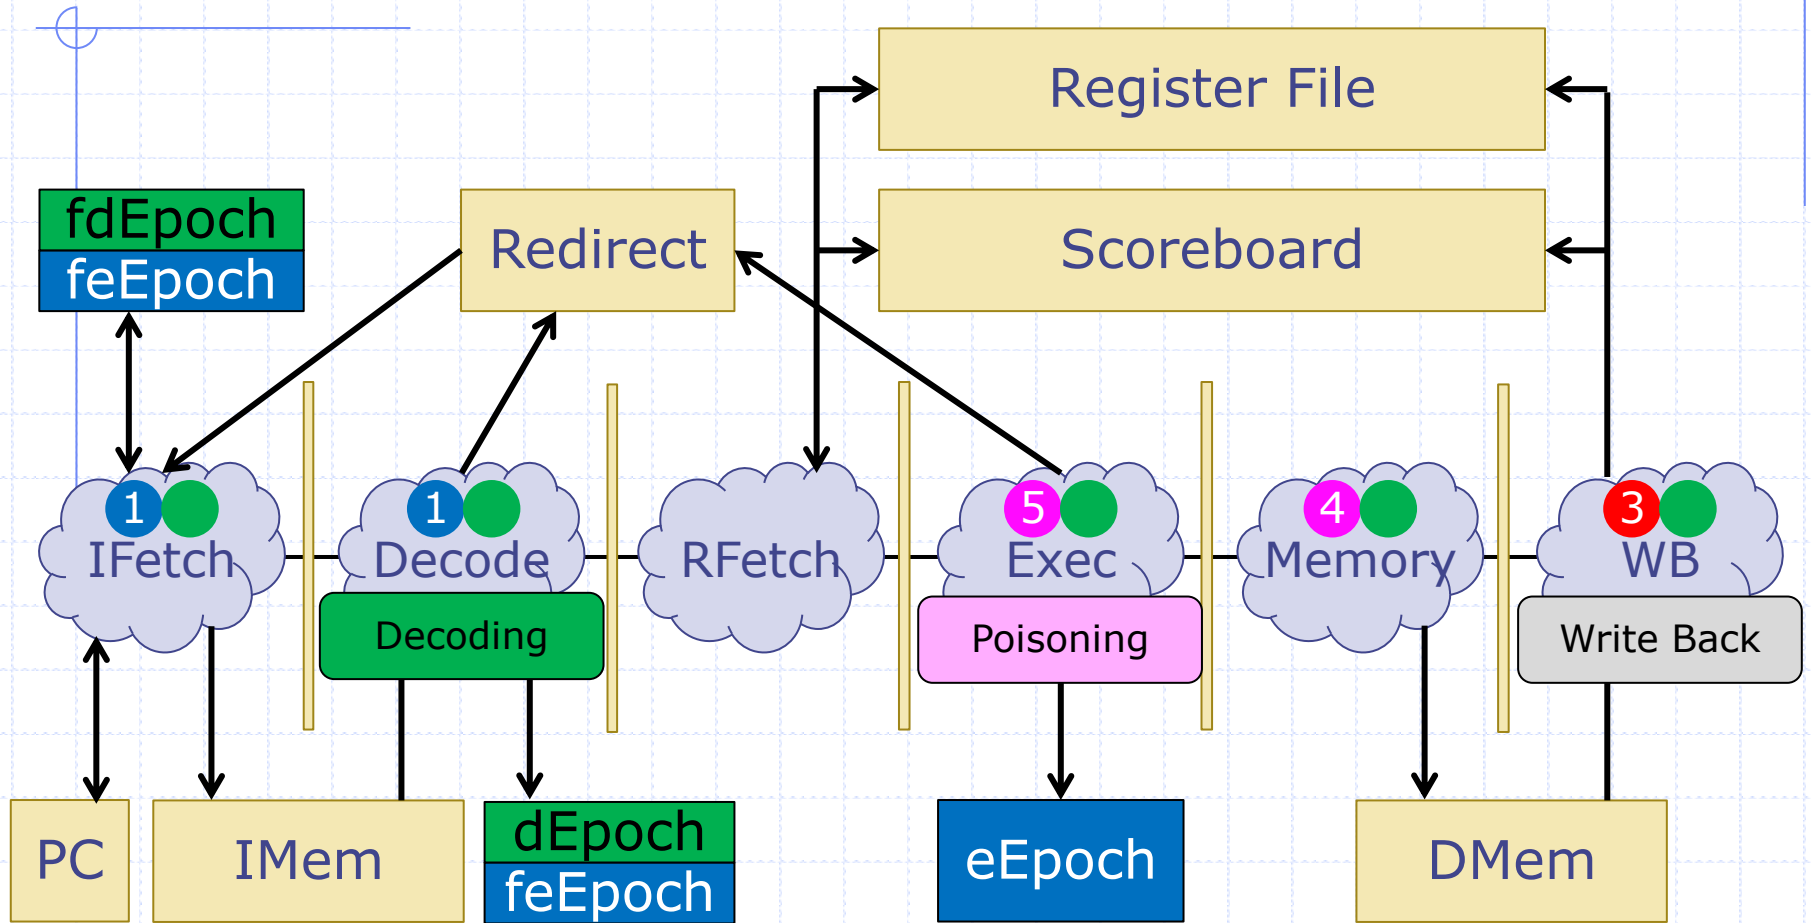 Register File
fdEpoch
feEpoch
Redirect
Scoreboard
1
1
5
4
3
IFetch
Decode
RFetch
Exec
Memory
WB
Decoding
Poisoning
Write Back
PC
IMem
dEpoch
feEpoch
eEpoch
DMem